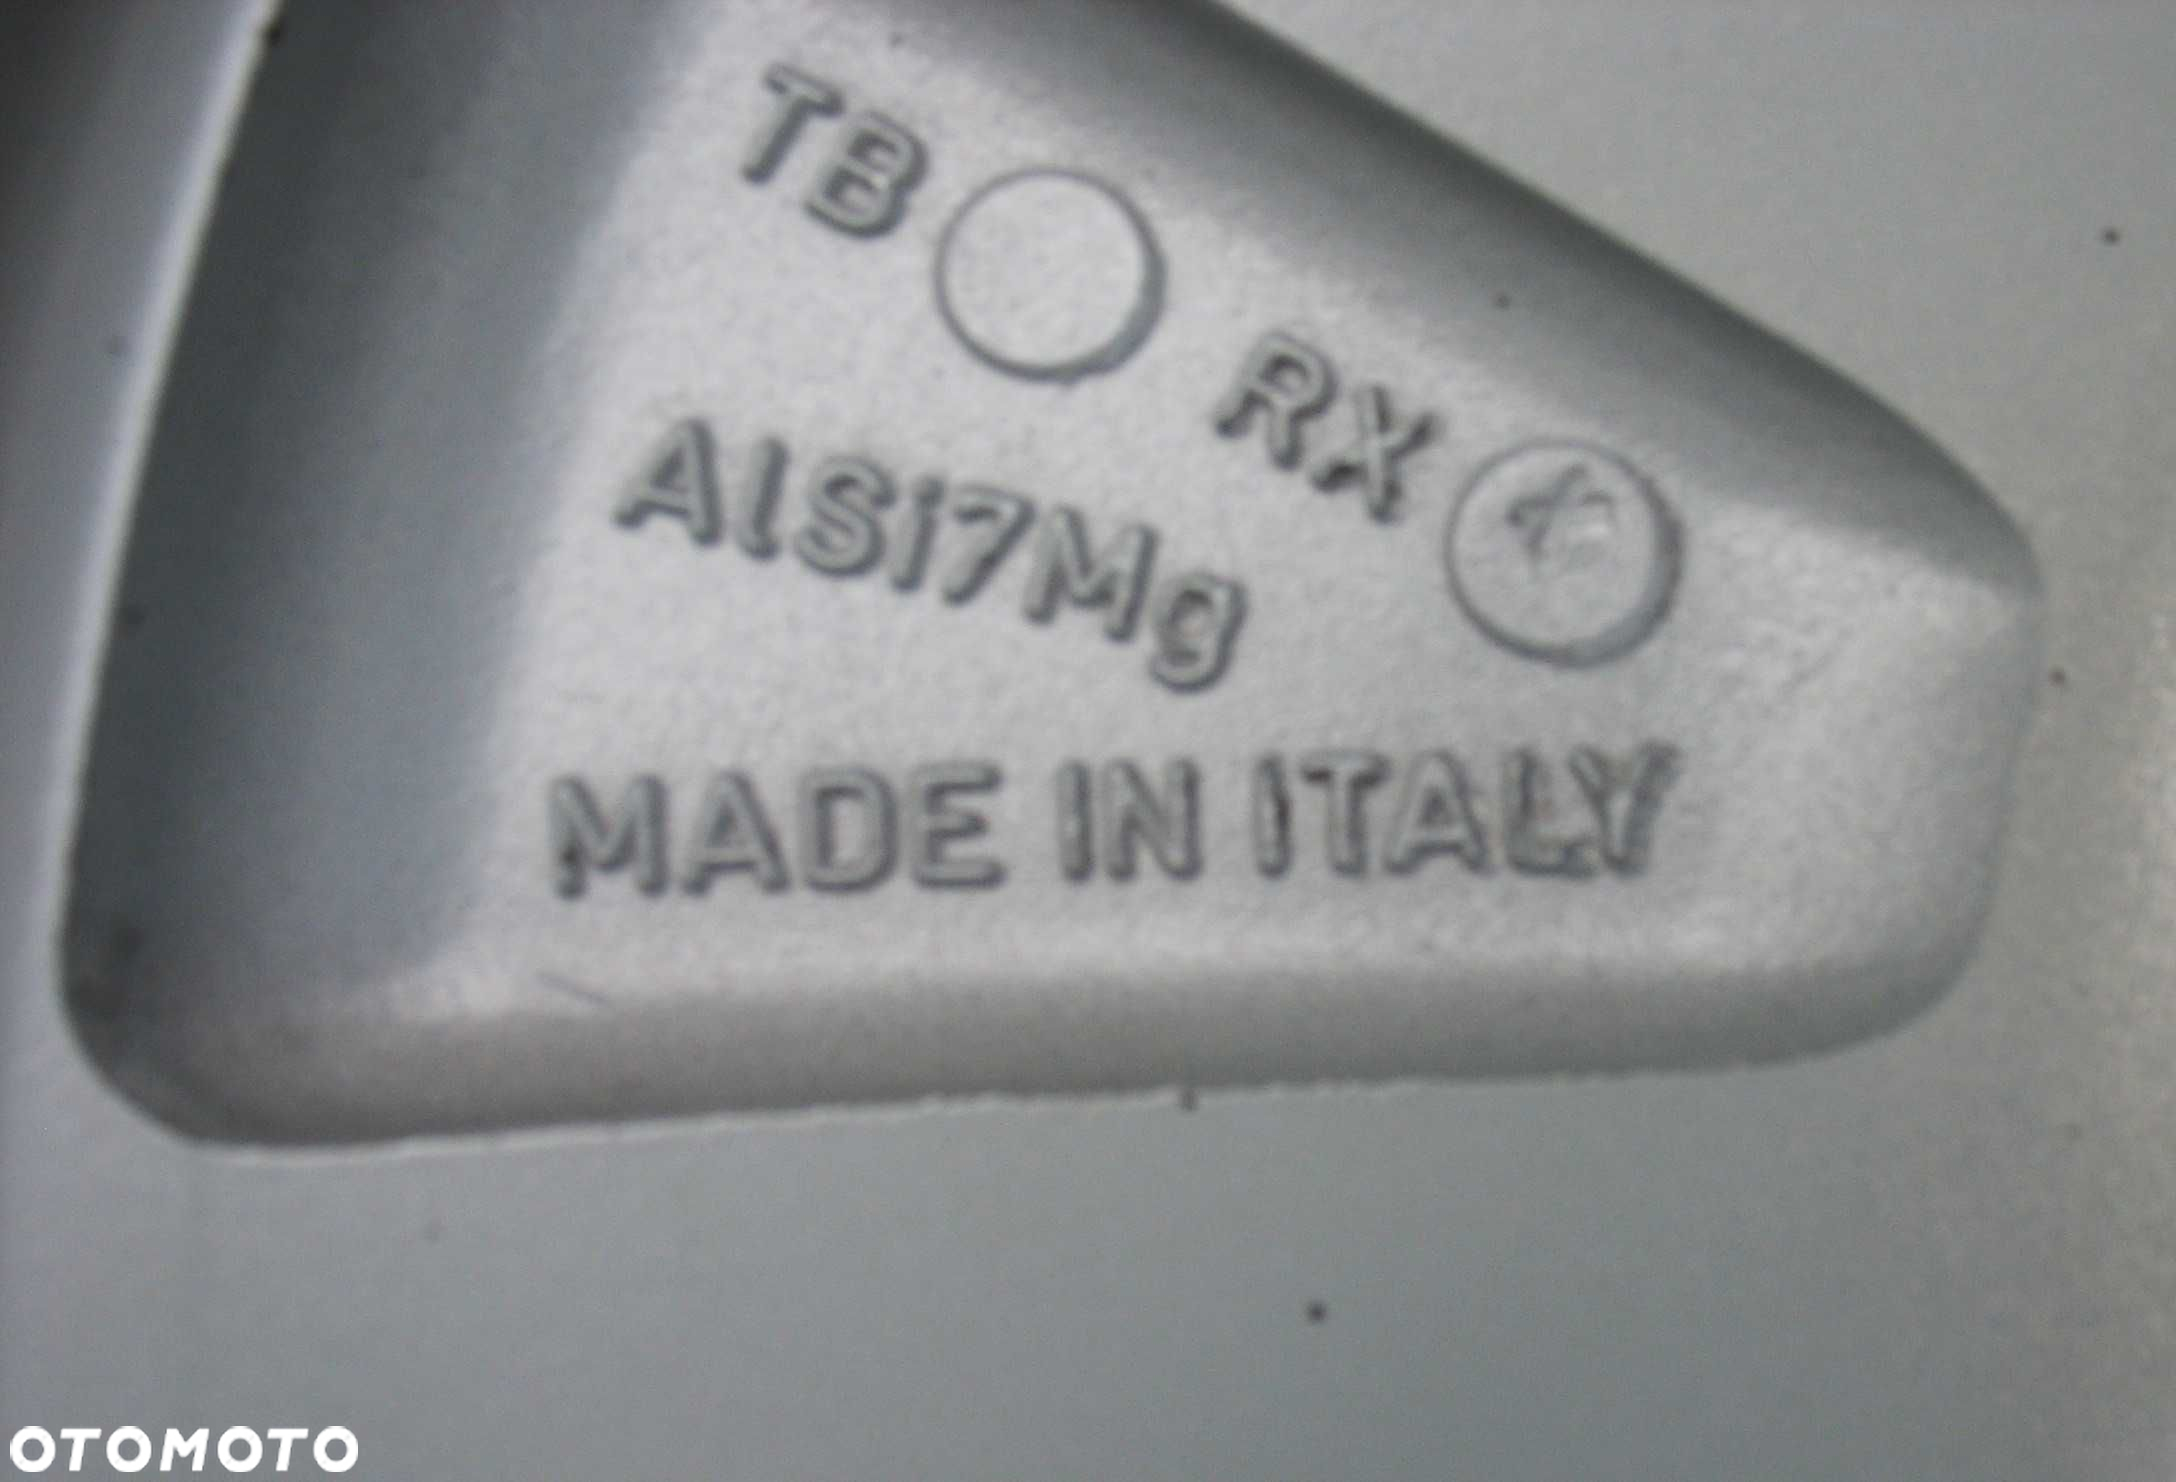 TB
RX
AlSi7Mg
MADE IN ITALY
OTOMOTO